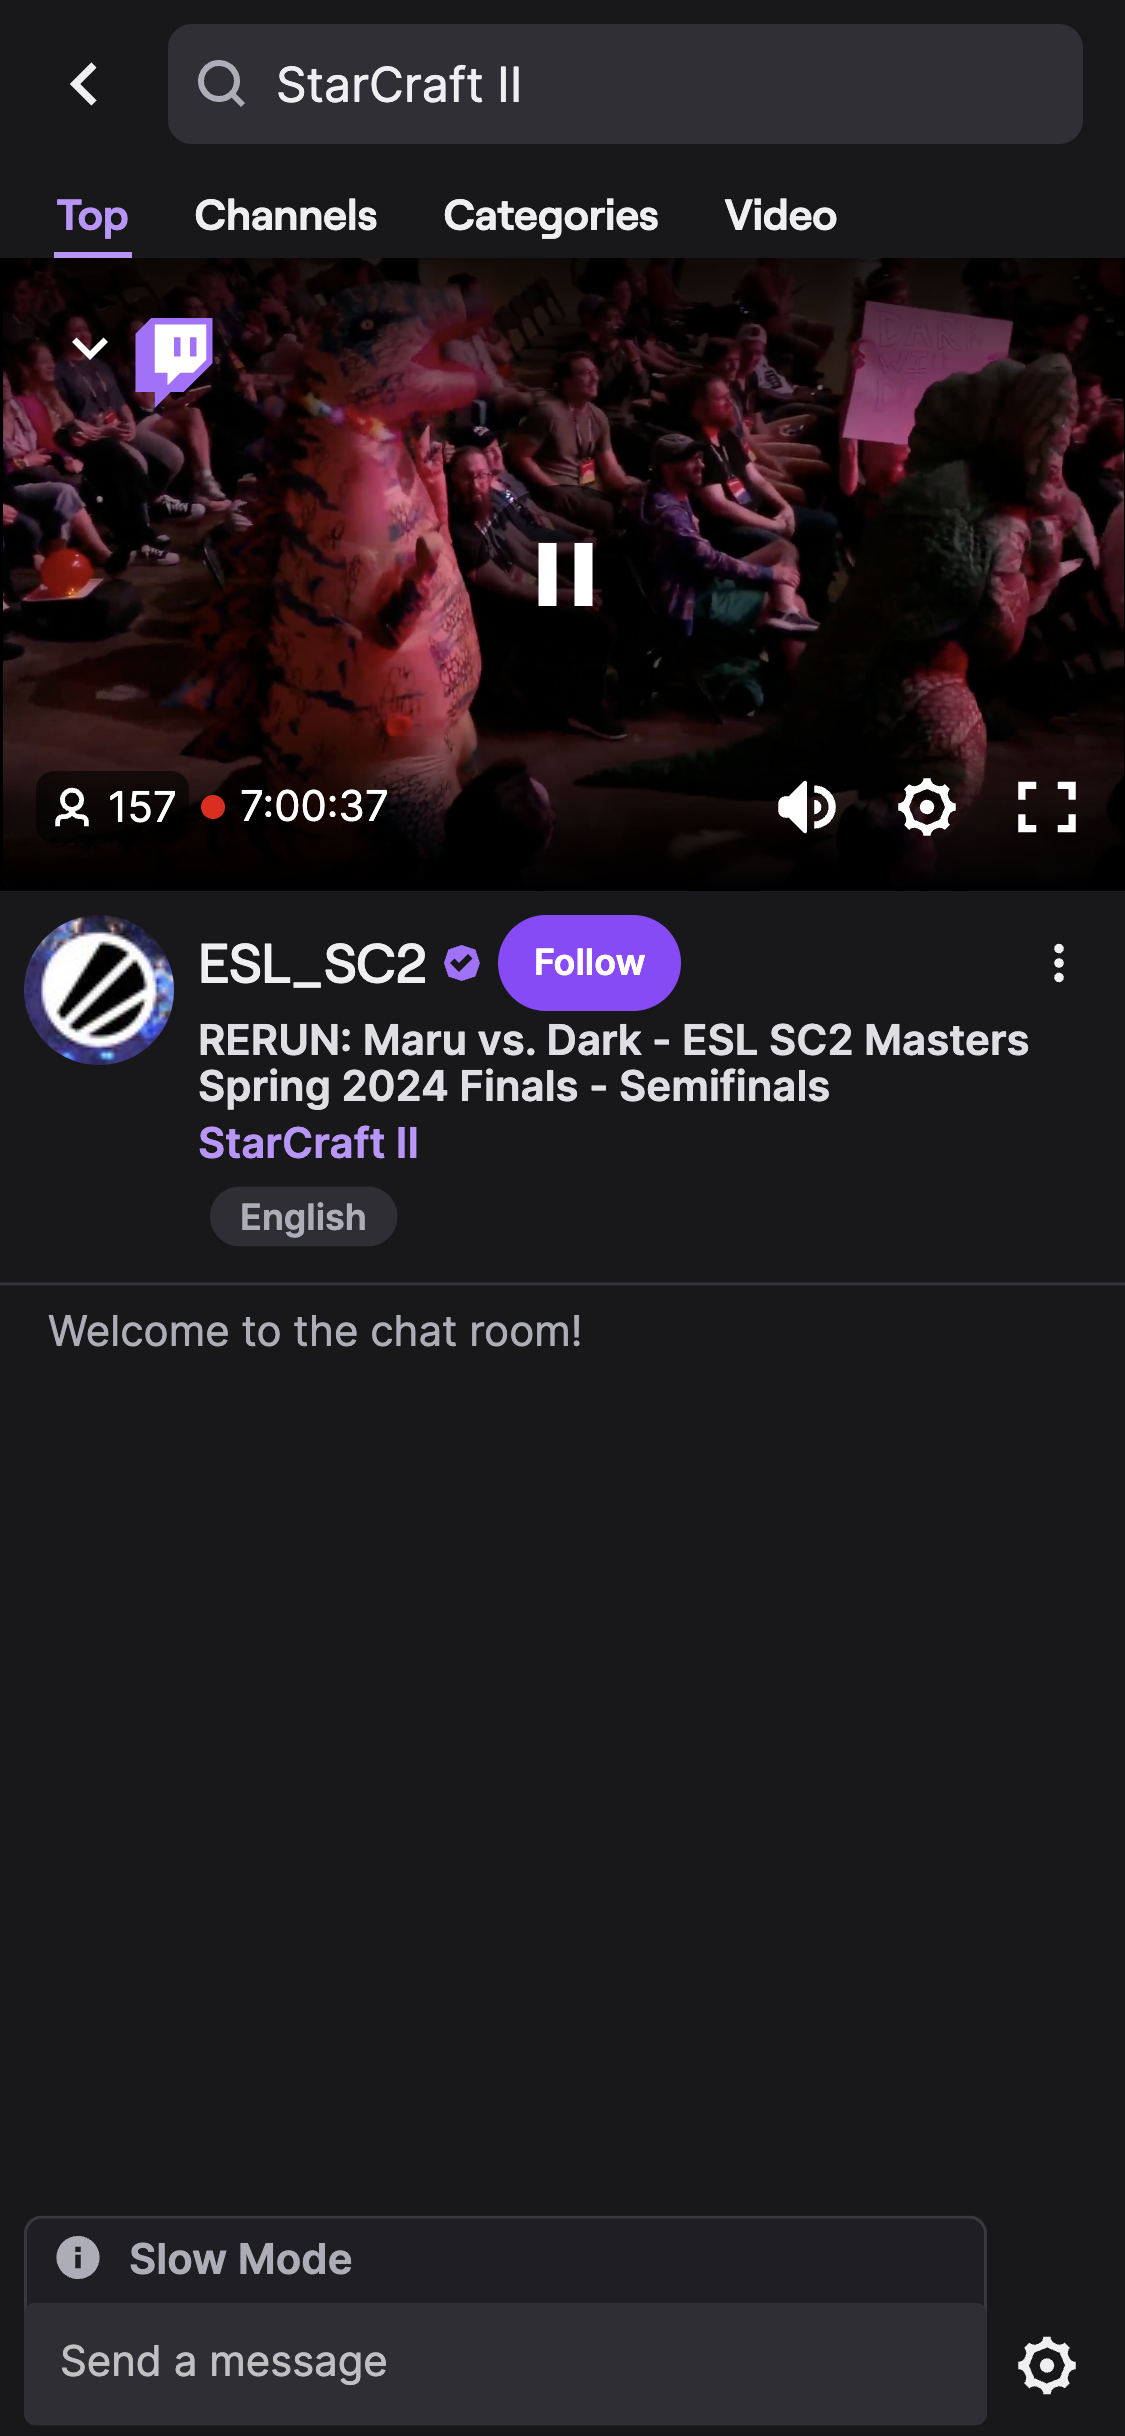 StarCraft II
Top Channels Categories Video
DARK
157 7:00:37
ESL_SC2 Follow
RERUN: Maru vs. Dark - ESL SC2 Masters
Spring 2024 Finals - Semifinals
StarCraft II
English
Welcome to the chat room!
Slow Mode
Send a message